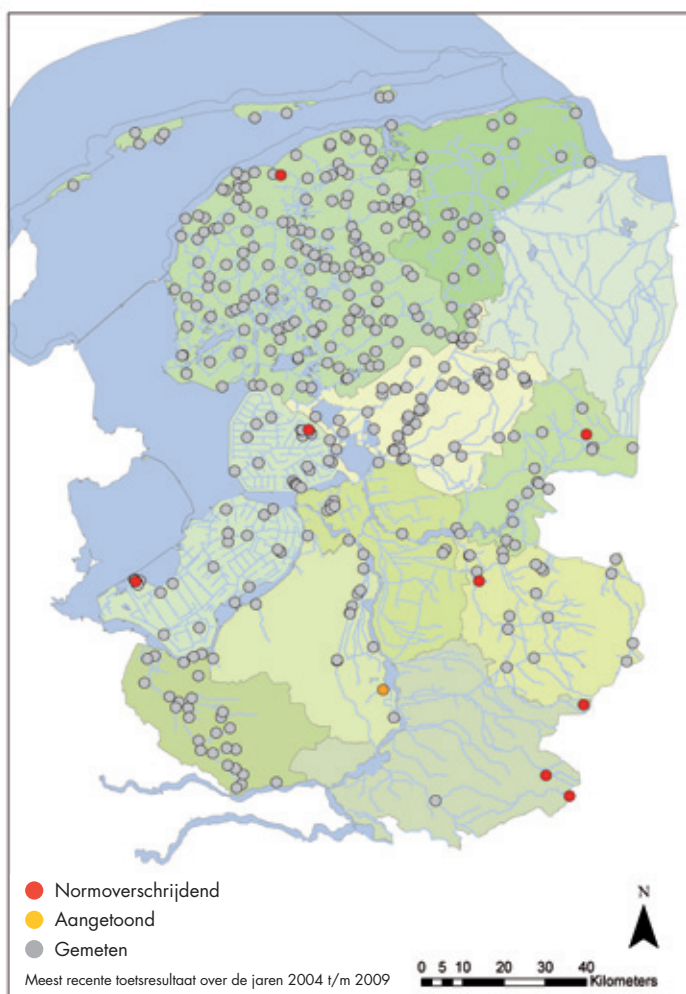 Normoverschrijdend
Aangetoond
Gemeten
Meest recente toetsresultaat over de jaren 2004 t/m 2009
N
0 5 10 20 30 40
Kilometers